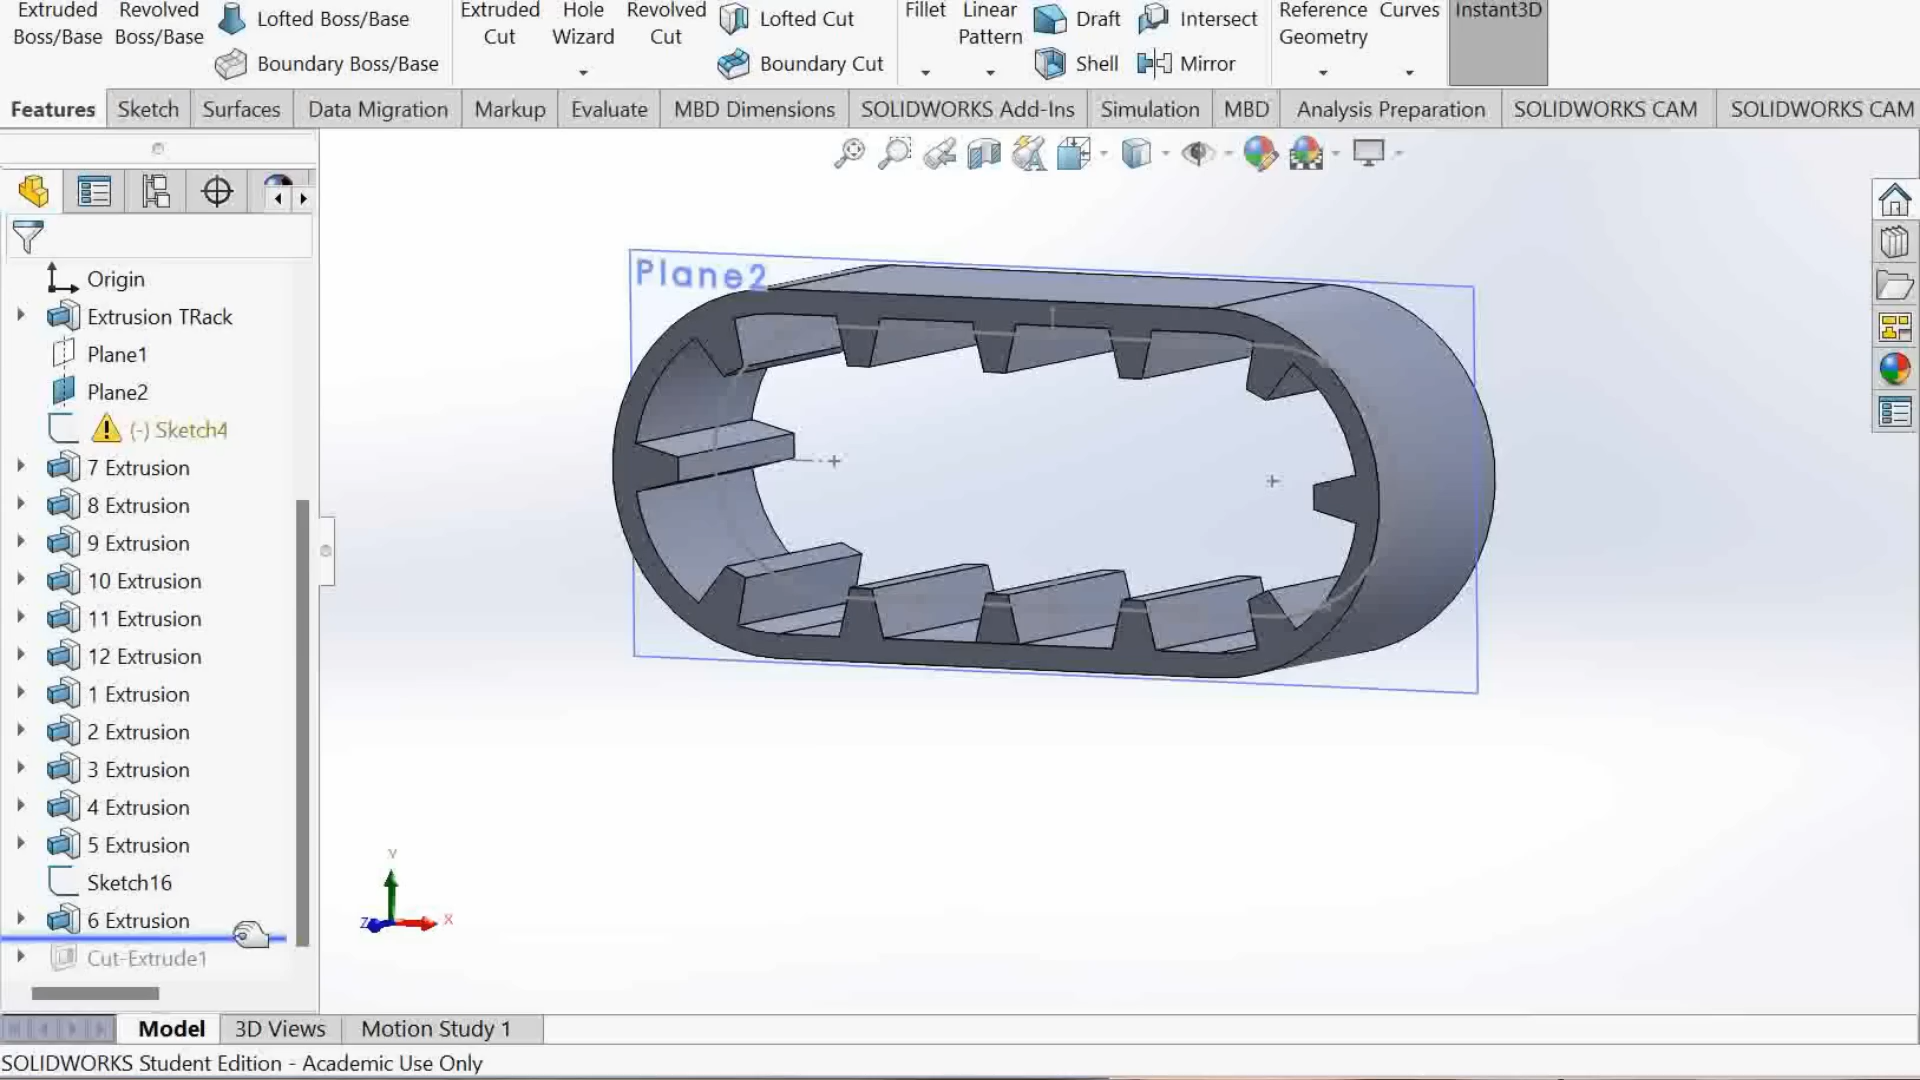 Extruded Boss/Base
Revolved Boss/Base
Lofted Boss/Base
Boundary Boss/Base
Extruded Cut
Hole Wizard
Revolved Cut
Lofted Cut
Boundary Cut
Fillet
Linear Pattern
Draft
Shell
Intersect
Mirror
Reference Geometry
Curves
Instant3D
Features
Sketch
Surfaces
Data Migration
Markup
Evaluate
MBD Dimensions
SOLIDWORKS Add-Ins
Simulation
MBD
Analysis Preparation
SOLIDWORKS CAM
SOLIDWORKS CAM
Origin
Extrusion TRack
Plane1
Plane2
(-) Sketch4
7 Extrusion
8 Extrusion
9 Extrusion
10 Extrusion
11 Extrusion
12 Extrusion
1 Extrusion
2 Extrusion
3 Extrusion
4 Extrusion
5 Extrusion
Sketch16
6 Extrusion
Cut-Extrude1
Plane2
Y
Z
X
Model
3D Views
Motion Study 1
SOLIDWORKS Student Edition - Academic Use Only